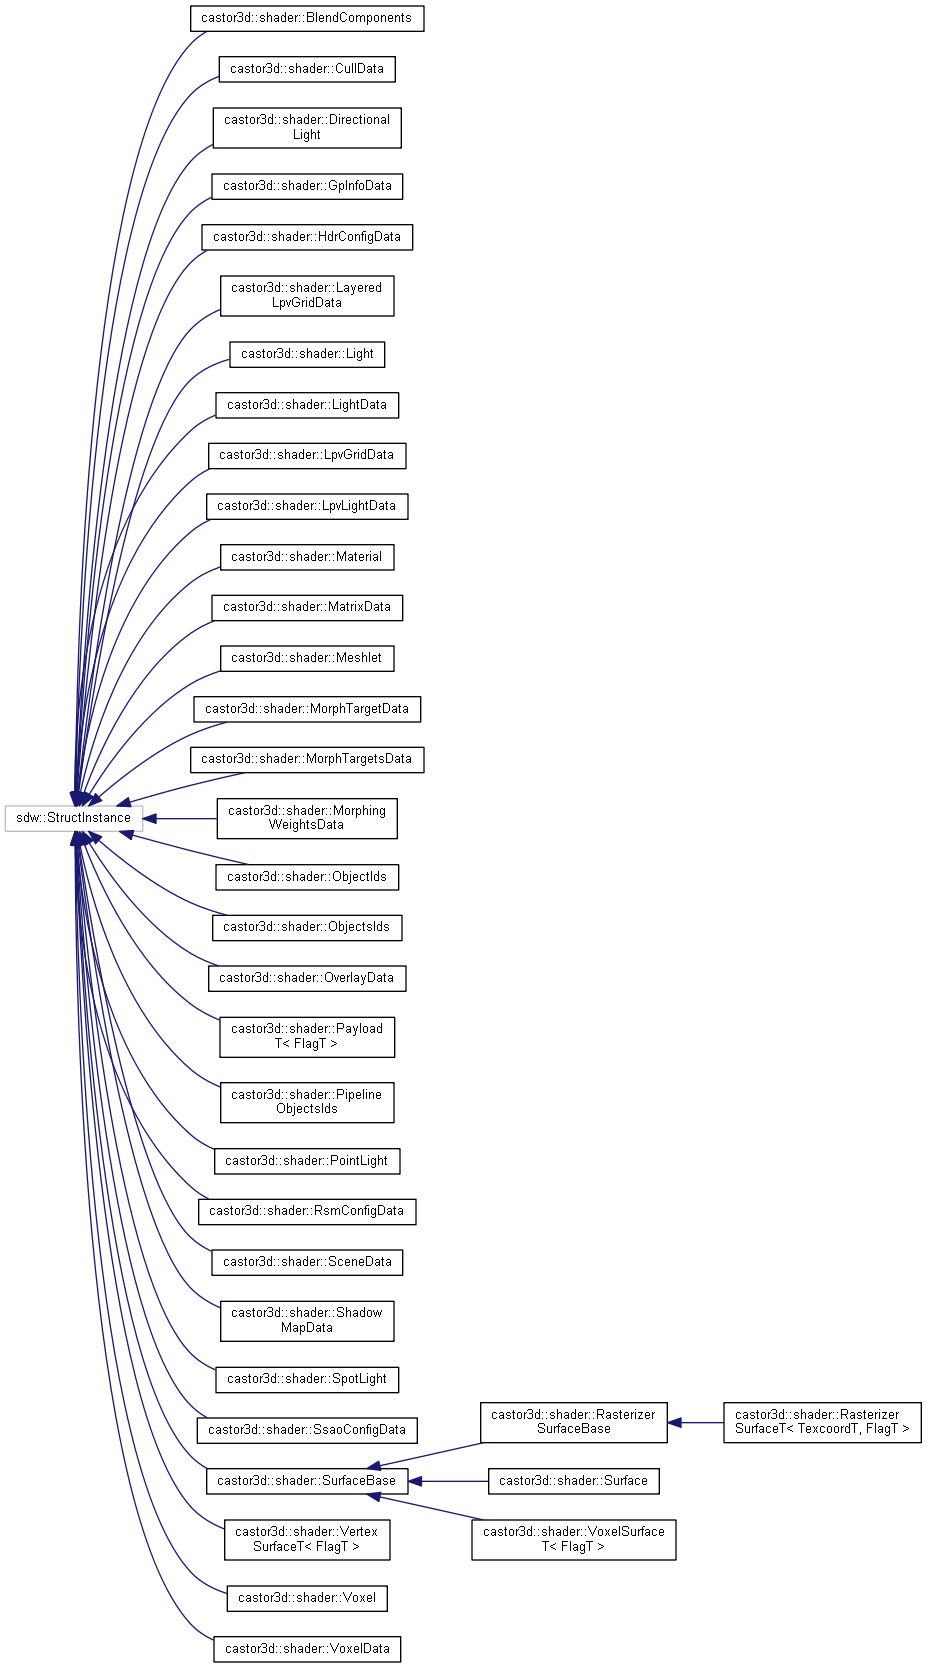 castor3d::shader::BlendComponents
castor3d::shader::CullData
castor3d::shader::Directional
Light
castor3d::shader::GpInfoData
castor3d::shader::HdrConfigData
castor3d::shader::Layered
LpvGridData
castor3d::shader::Light
castor3d::shader::LightData
castor3d::shader::LpvGridData
castor3d::shader::LpvLightData
castor3d::shader::Material
castor3d::shader::MatrixData
castor3d::shader::Meshlet
castor3d::shader::MorphTargetData
castor3d::shader::MorphTargetsData
sdw::StructInstance
castor3d::shader::Morphing
WeightsData
castor3d::shader::ObjectIds
castor3d::shader::ObjectsIds
castor3d::shader::OverlayData
castor3d::shader::Payload
T< FlagT >
castor3d::shader::Pipeline
ObjectsIds
castor3d::shader::PointLight
castor3d::shader::RsmConfigData
castor3d::shader::SceneData
castor3d::shader::Shadow
MapData
castor3d::shader::SpotLight
castor3d::shader::SsaoConfigData
castor3d::shader::Rasterizer
SurfaceBase
castor3d::shader::Rasterizer
SurfaceT< TexcoordT, FlagT >
castor3d::shader::SurfaceBase
castor3d::shader::Surface
castor3d::shader::Vertex
SurfaceT< FlagT >
castor3d::shader::VoxelSurface
T< FlagT >
castor3d::shader::Voxel
castor3d::shader::VoxelData